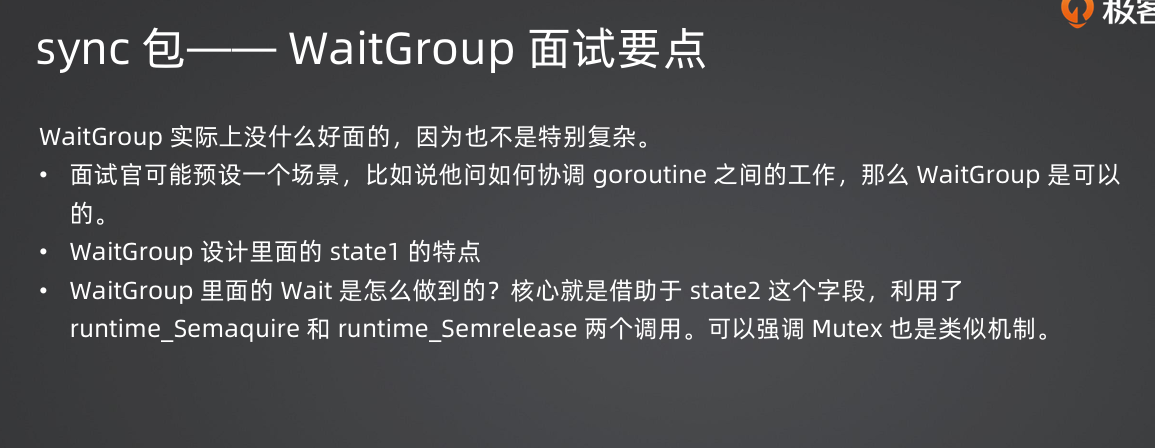 极客
sync 包—— WaitGroup 面试要点
WaitGroup 实际上没什么好面的，因为也不是特别复杂。
• 面试官可能预设一个场景，比如说他问如何协调 goroutine 之间的工作，那么 WaitGroup 是可以
的。
• WaitGroup 设计里面的 state1 的特点
• WaitGroup 里面的 Wait 是怎么做到的？核心就是借助于 state2 这个字段，利用了
runtime_Semaquire 和 runtime_Semrelease 两个调用。可以强调 Mutex 也是类似机制。